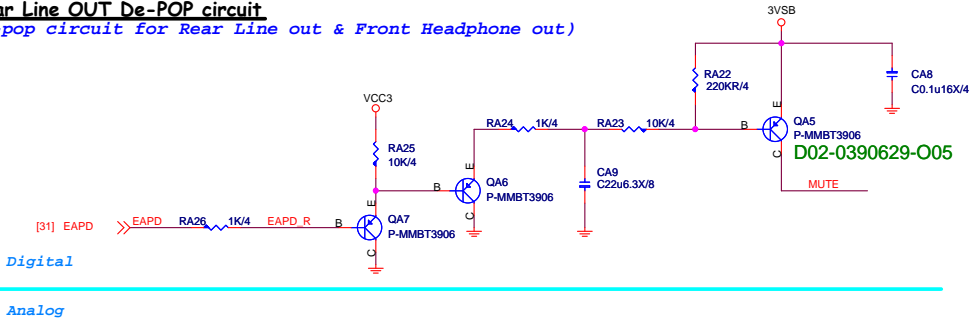 ar Line OUT De-POP circuit
-pop circuit for Rear Line out & Front Headphone out)
3VSB
RA22
220KR/4
CA8
C0.1u16X/4
VCC3
RA24 1K/4
RA23 10K/4
E
B
QA5
P-MMBT3906
C
D02-0390629-O05
RA25
10K/4
E
B
QA6
P-MMBT3906
C
CA9
C22u6.3X/8
MUTE
[31] EAPD
EAPD
RA26
1K/4
EAPD_R
E
B
QA7
P-MMBT3906
C
Digital
Analog